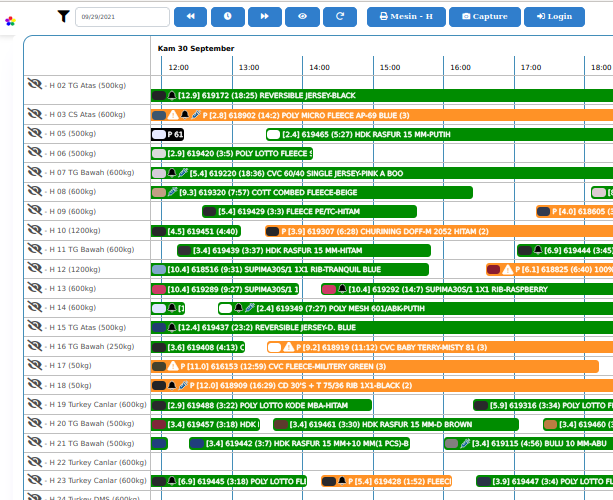 09/29/2021
Mesin - H
Capture
Login
Kam 30 September
12:00 13:00 14:00 15:00 16:00 17:00 18:00
- H 02 TG Atas (500kg) [12.9] 619172 (18:25) REVERSIBLE JERSEY-BLACK
- H 03 CS Atas (600kg) P [2.8] 618902 (14:2) POLY MICRO FLEECE AP-69 BLUE (3)
- H 05 (500kg) P 61 [2.4] 619465 (5:27) HDK RASFUR 15 MM-PUTIH
- H 06 (500kg) [2.9] 619420 (3:5) POLY LOTTO FLEECE S
- H 07 TG Bawah (600kg) [5.4] 619220 (18:36) CVC 60/40 SINGLE JERSEY-PINK A BOO
- H 08 (600kg) [9.3] 619320 (7:57) COTT COMBED FLEECE-BEIGE [8
- H 09 (600kg) [5.4] 619429 (3:3) FLEECE PE/TC-HITAM P [4.0] 618605 (3
- H 10 (1200kg) [4.5] 619451 (4:40) P [3.9] 619307 (6:28) CHURINING DOFF-M 2052 HITAM (2)
- H 11 TG Bawah (600kg) [3.4] 619439 (3:37) HDK RASFUR 15 MM-HITAM [6.9] 619444 (3:45)
- H 12 (1200kg) [10.4] 618516 (9:31) SUPIMA30S/1 1X1 RIB-TRANQUIL BLUE P [6.1] 618825 (6:40) 100%
- H 13 (600kg) [10.4] 619289 (9:27) SUPIMA30S/1 1 [10.4] 619292 (14:7) SUPIMA30S/1 1X1 RIB-RASPBERRY
- H 14 (600kg) [1 [2.4] 619349 (7:27) POLY MESH 601/ABK-PUTIH
- H 15 TG Atas (500kg) [12.4] 619437 (23:2) REVERSIBLE JERSEY-D. BLUE
- H 16 TG Bawah (250kg) [3.6] 619408 (4:13) C P [9.2] 618919 (11:12) CVC BABY TERRY-MISTY 81 (3)
- H 17 (50kg) P [11.0] 616153 (12:59) CVC FLEECE-MILITERY GREEN (3)
- H 18 (50kg) P [12.0] 618909 (16:29) CD 30'S + T 75/36 RIB 1X1-BLACK (2)
- H 19 Turkey Canlar (600kg) [2.9] 619488 (3:22) POLY LOTTO KODE MBA-HITAM [5.9] 619316 (3:34) POLY LOTTO F
- H 20 TG Bawah (500kg) [3.4] 619457 (3:18) HDK [3.4] 619461 (3:30) HDK RASFUR 15 MM-D BROWN [3.4] 619460
- H 21 TG Bawah (500kg) [3.4] 619442 (3:7) HDK RASFUR 15 MM+10 MM(1 PCS)-B [3.4] 619115 (4:56) BULU 10 MM-ABU
- H 22 Turkey Canlar (600kg)
- H 23 Turkey Canlar (600kg) [6.9] 619445 (3:18) POLY LOTTO FLE P [5.4] 619428 (1:52) FLEEC [3.9] 619447 (3:4) POLY LOTTO F
- H 24 Turkey DMS (600kg)